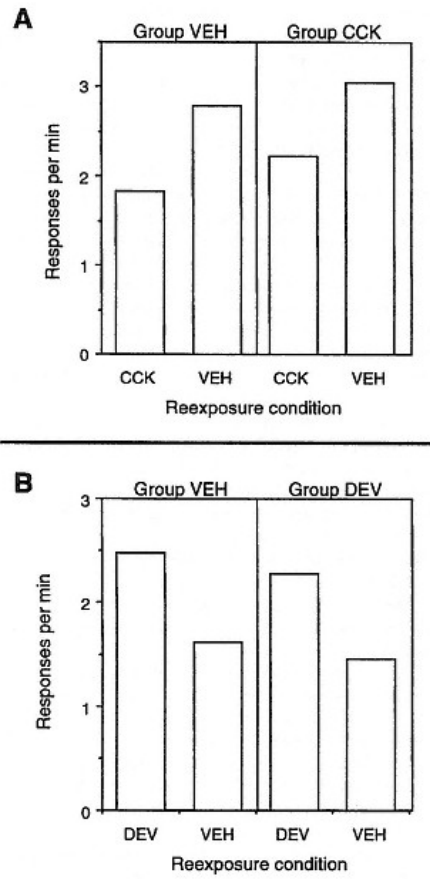 A
Group VEH Group CCK
3
2
1
0
Responses per min
CCK VEH CCK VEH
Reexposure condition
B
Group VEH Group DEV
3
2
1
0
Responses per min
DEV VEH DEV VEH
Reexposure condition